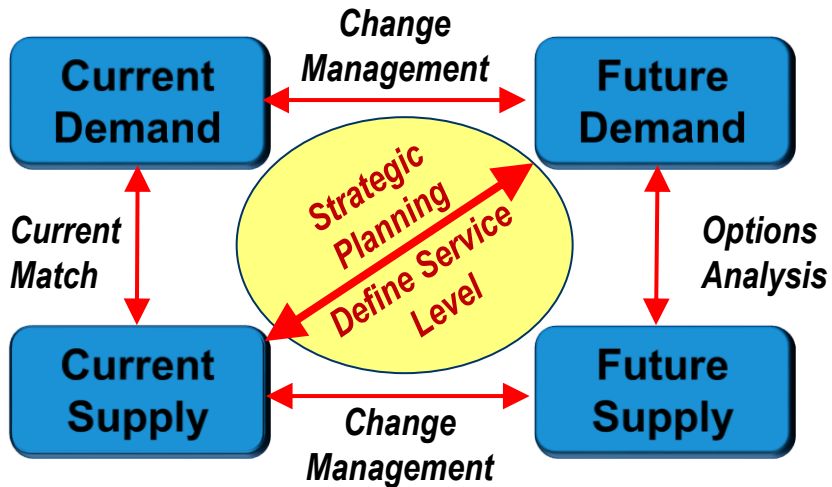 Change
Management
Current
Demand
Future
Demand
Strategic
Planning
Define Service
Level
Current
Match
Options
Analysis
Current
Supply
Future
Supply
Change
Management